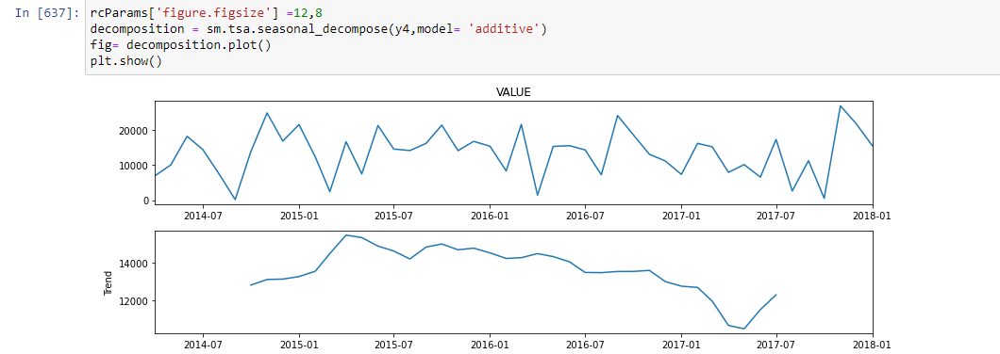 In [637]: rcParams['figure.figsize'] =12,8
decomposition = sm.tsa.seasonal_decompose(y4,model= 'additive')
fig= decomposition.plot()
plt.show()
VALUE
20000
10000
0
2014-07 2015-01 2015-07 2016-01 2016-07 2017-01 2017-07 2018-01
Trend
14000
12000
2014-07 2015-01 2015-07 2016-01 2016-07 2017-01 2017-07 2018-01